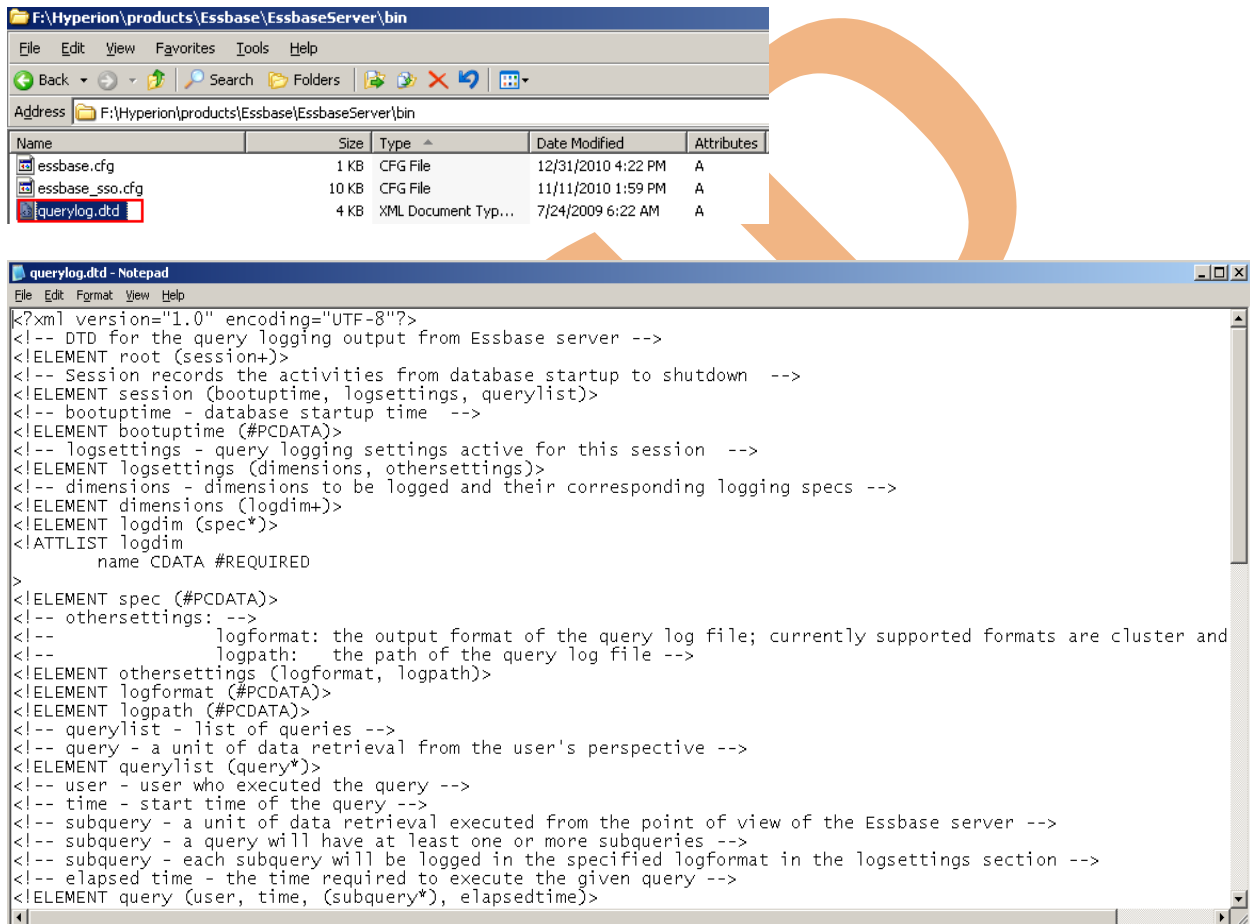 F:\Hyperion\products\Essbase\EssbaseServer\bin
File Edit View Favorites Tools Help
Back Search Folders
Address F:\Hyperion\products\Essbase\EssbaseServer\bin
Name Size Type Date Modified Attributes
essbase.cfg 1 KB CFG File 12/31/2010 4:22 PM A
essbase_sso.cfg 10 KB CFG File 11/11/2010 1:59 PM A
querylog.dtd 4 KB XML Document Typ... 7/24/2009 6:22 AM A
querylog.dtd - Notepad
File Edit Format View Help
<?xml version="1.0" encoding="UTF-8"?>
<!-- DTD for the query logging output from Essbase server -->
<!ELEMENT root (session+)>
<!-- Session records the activities from database startup to shutdown  -->
<!ELEMENT session (bootuptime, logsettings, querylist)>
<!-- bootuptime - database startup time  -->
<!ELEMENT bootuptime (#PCDATA)>
<!-- logsettings - query logging settings active for this session  -->
<!ELEMENT logsettings (dimensions, othersettings)>
<!-- dimensions - dimensions to be logged and their corresponding logging specs -->
<!ELEMENT dimensions (logdim+)>
<!ELEMENT logdim (spec*)>
<!ATTLIST logdim
        name CDATA #REQUIRED
>
<!ELEMENT spec (#PCDATA)>
<!-- othersettings: -->
<!--              logformat: the output format of the query log file; currently supported formats are cluster and
<!--              logpath:   the path of the query log file -->
<!ELEMENT othersettings (logformat, logpath)>
<!ELEMENT logformat (#PCDATA)>
<!ELEMENT logpath (#PCDATA)>
<!-- querylist - list of queries -->
<!-- query - a unit of data retrieval from the user's perspective -->
<!ELEMENT querylist (query*)>
<!-- user - user who executed the query -->
<!-- time - start time of the query -->
<!-- subquery - a unit of data retrieval executed from the point of view of the Essbase server -->
<!-- subquery - a query will have at least one or more subqueries -->
<!-- subquery - each subquery will be logged in the specified logformat in the logsettings section -->
<!-- elapsed time - the time required to execute the given query -->
<!ELEMENT query (user, time, (subquery*), elapsedtime)>